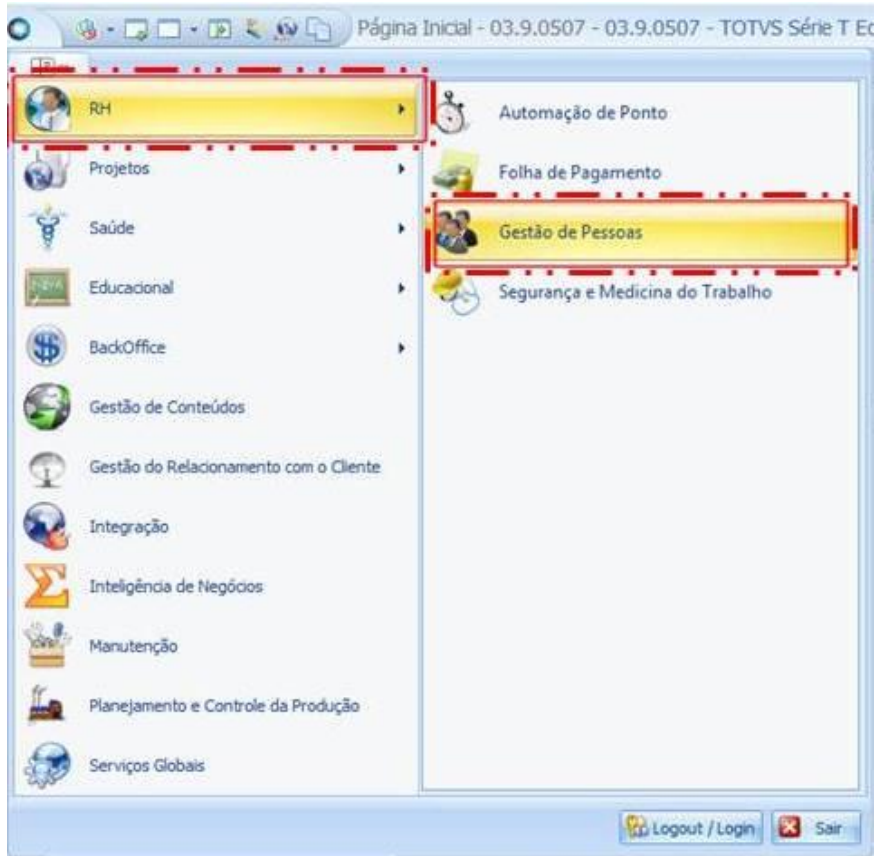 Página Inicial - 03.9.0507 - 03.9.0507 - TOTVS Série T Ec
RH
Projetos
Saúde
Educacional
BackOffice
Gestão de Conteúdos
Gestão do Relacionamento com o Cliente
Integração
Inteligência de Negócios
Manutenção
Planejamento e Controle da Produção
Serviços Globais
Automação de Ponto
Folha de Pagamento
Gestão de Pessoas
Segurança e Medicina do Trabalho
Logout / Login
Sair